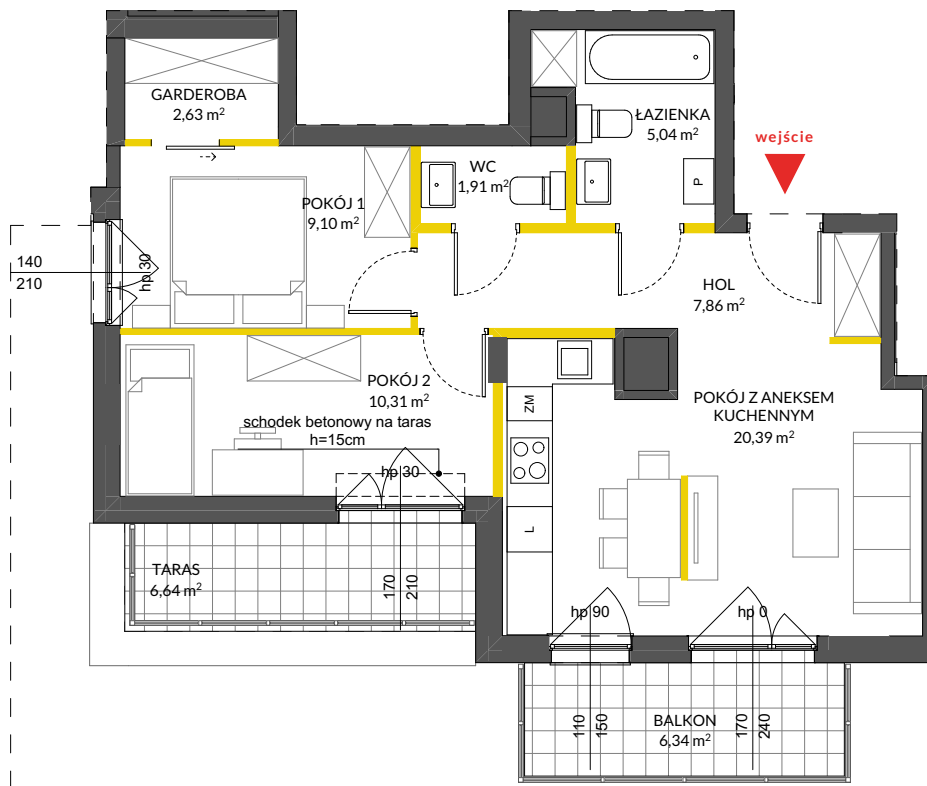 GARDEROBA
2,63 m²
ŁAZIENKA
5,04 m²
wejście
WC
1,91 m²
P
POKÓJ 1
9,10 m²
140
210
hp 30
HOL
7,86 m²
POKÓJ 2
10,31 m²
schodek betonowy na taras
h=15cm
hp 30
ZM
L
POKÓJ Z ANEKSEM
KUCHENNYM
20,39 m²
TARAS
6,64 m²
170
210
hp 90
hp 0
110
150
BALKON
6,34 m²
170
240